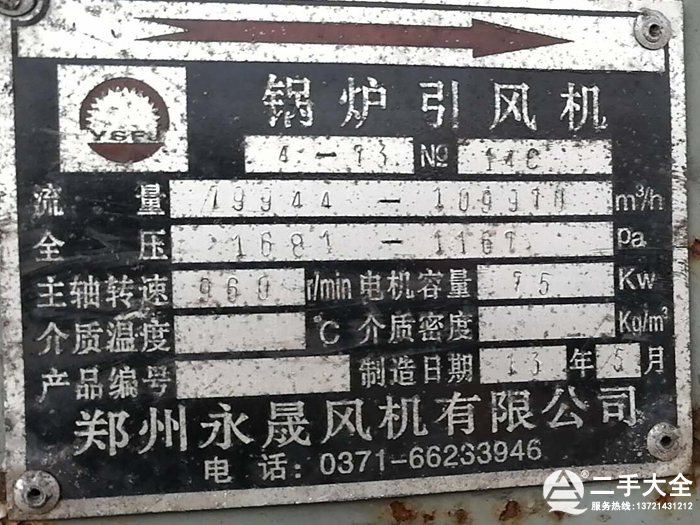 YSFJ
锅炉引风机
4-73 № 14C
流量 79944-109970 m³/h
全压 1681-1167 pa
主轴转速 960 r/min 电机容量 75 Kw
介质温度 ℃ 介质密度 Kg/m³
产品编号 制造日期 13年5月
郑州永晟风机有限公司
电话: 0371-66233946
二手大全
服务热线:13721431212